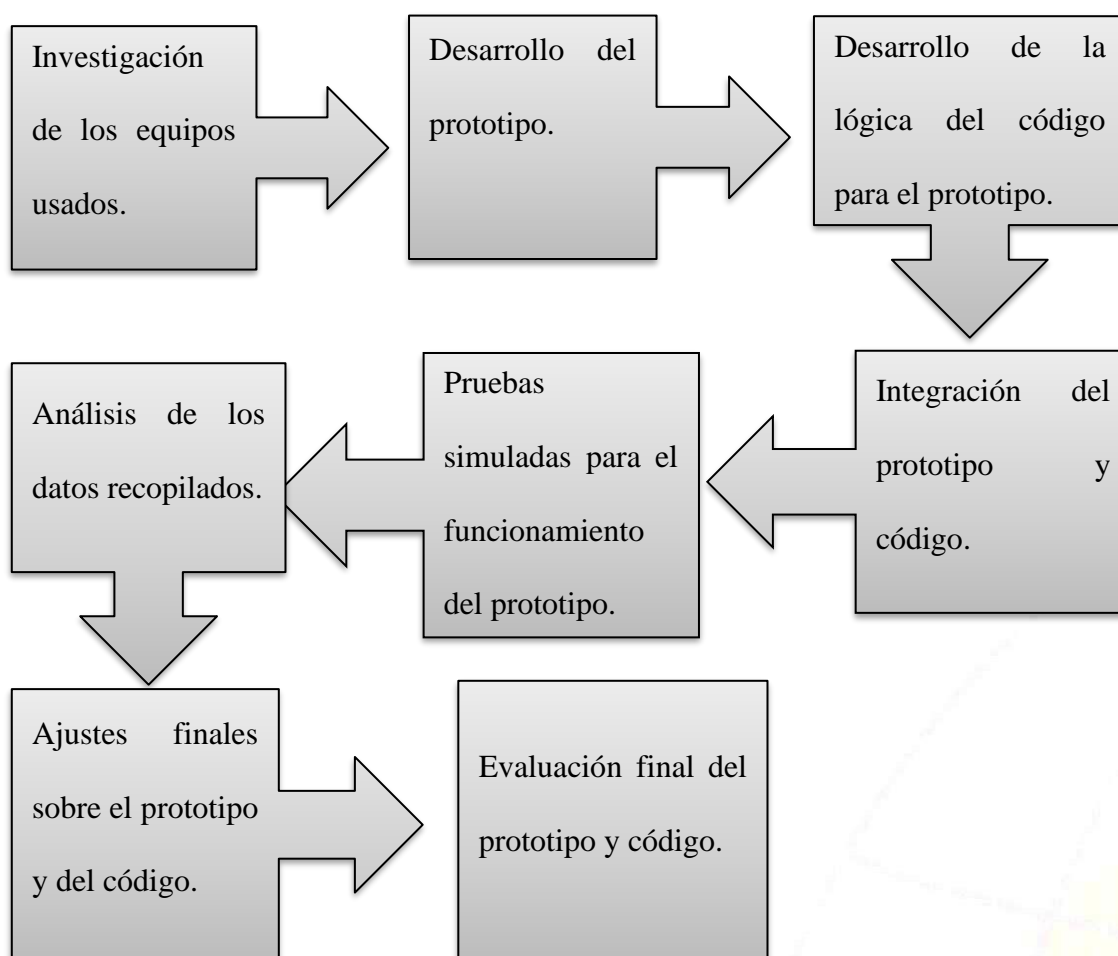 Investigación
de los equipos
usados.
Desarrollo del
prototipo.
Desarrollo de la
lógica del código
para el prototipo.
Integración del
prototipo y
código.
Pruebas
simuladas para el
funcionamiento
del prototipo.
Análisis de los
datos recopilados.
Ajustes finales
sobre el prototipo
y del código.
Evaluación final del
prototipo y código.